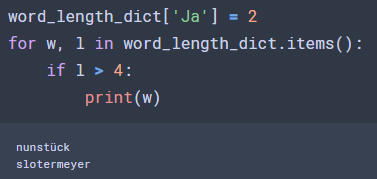 word_length_dict['Ja'] = 2
for w, l in word_length_dict.items():
    if l > 4:
        print(w)
nunstück
slotermeyer